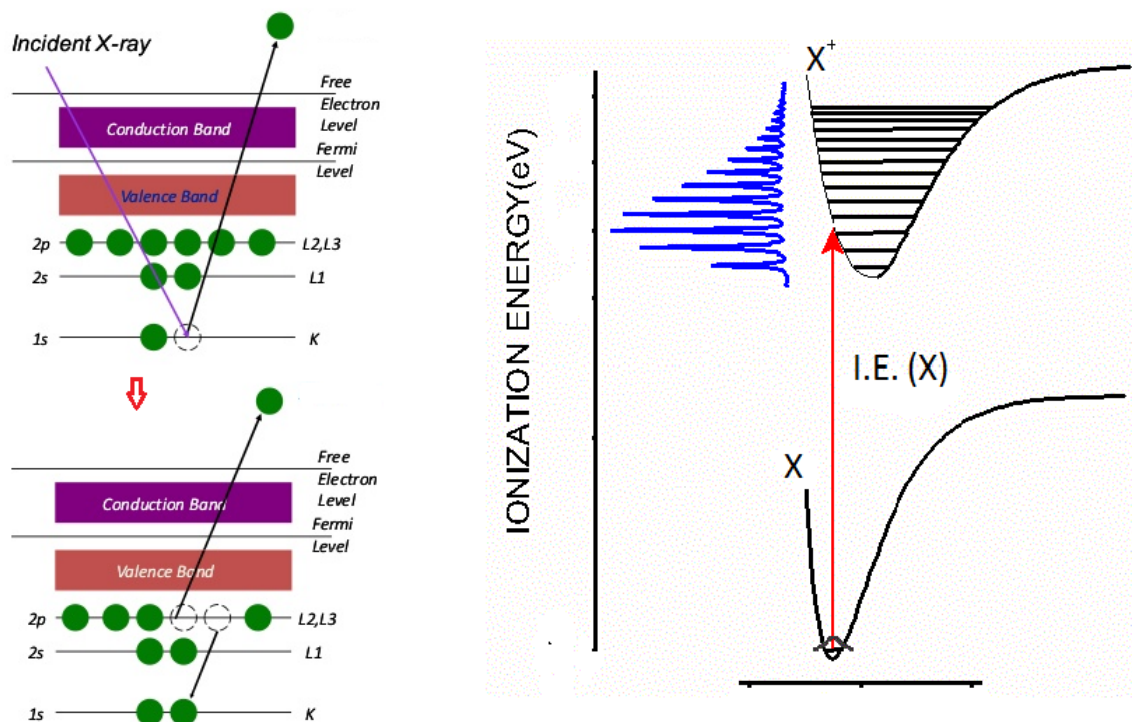 Incident X-ray
Free
Electron
Level
Conduction Band
Fermi
Level
Valence Band
2p L2,L3
2s L1
1s K
Free
Electron
Level
Conduction Band
Fermi
Level
Valence Band
2p L2,L3
2s L1
1s K
IONIZATION ENERGY(eV)
X+
I.E. (X)
X